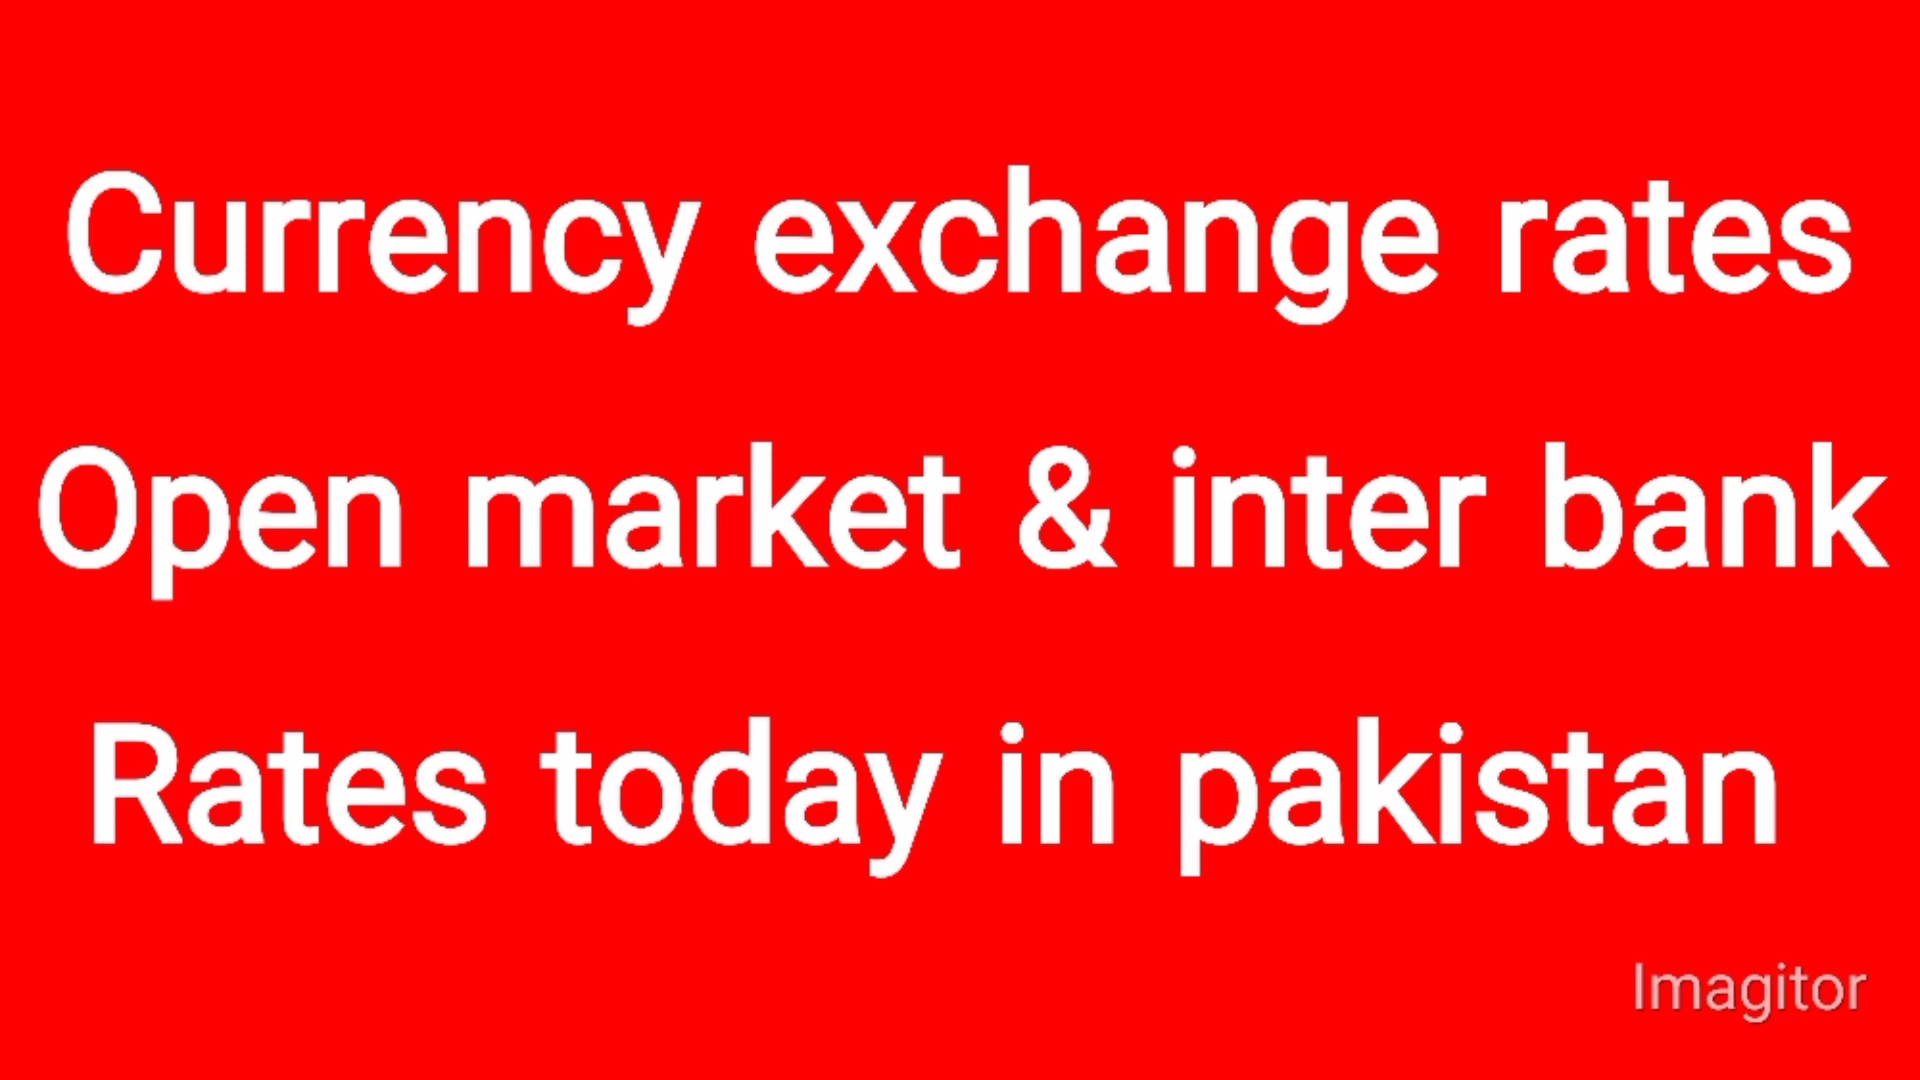 Currency exchange rates
Open market & inter bank
Rates today in pakistan
Imagitor